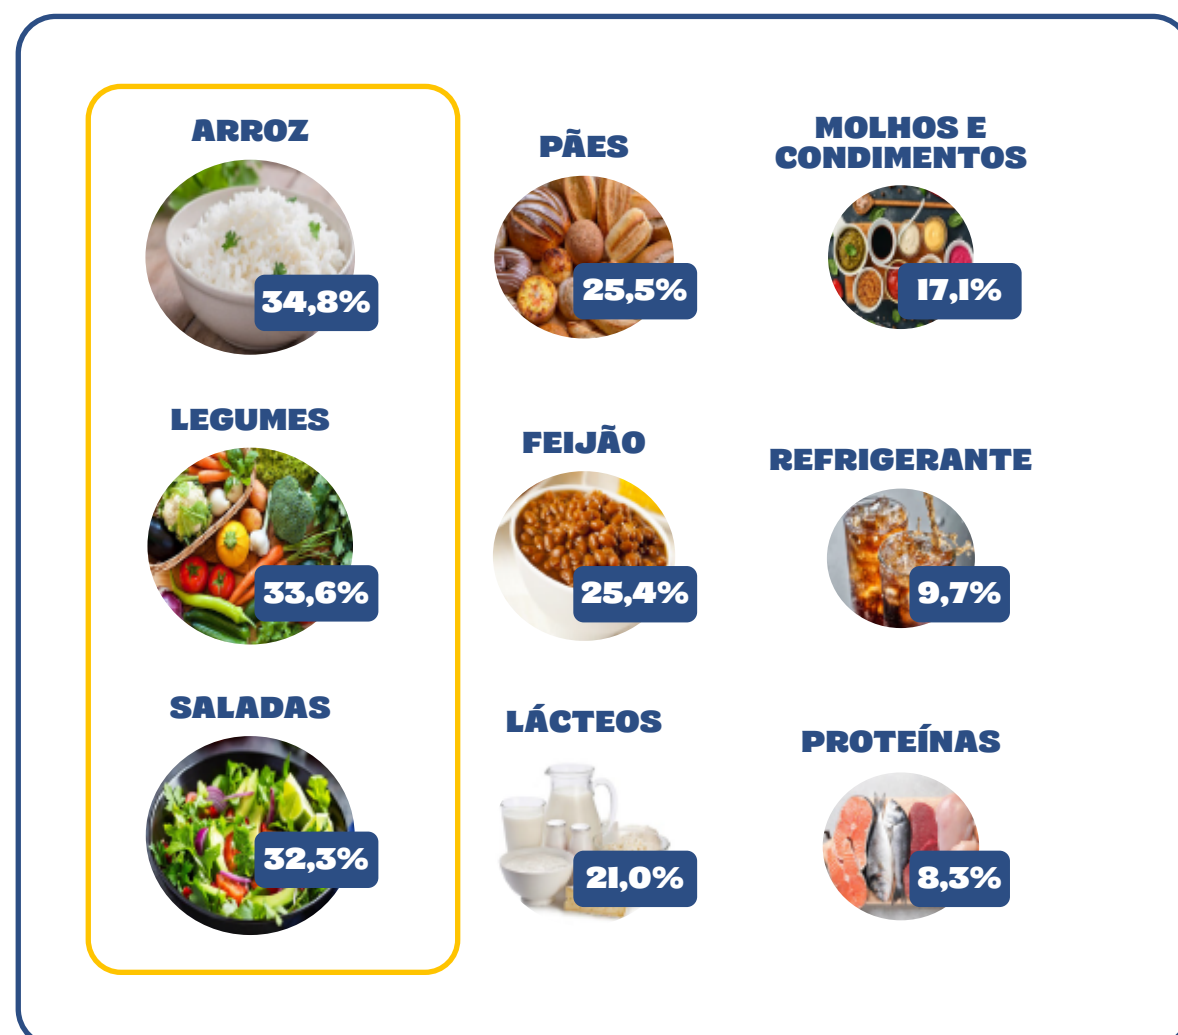 ARROZ
34,8%
LEGUMES
33,6%
SALADAS
32,3%
PÃES
25,5%
FEIJÃO
25,4%
LÁCTEOS
21,0%
MOLHOS E
CONDIMENTOS
17,1%
REFRIGERANTE
9,7%
PROTEÍNAS
8,3%